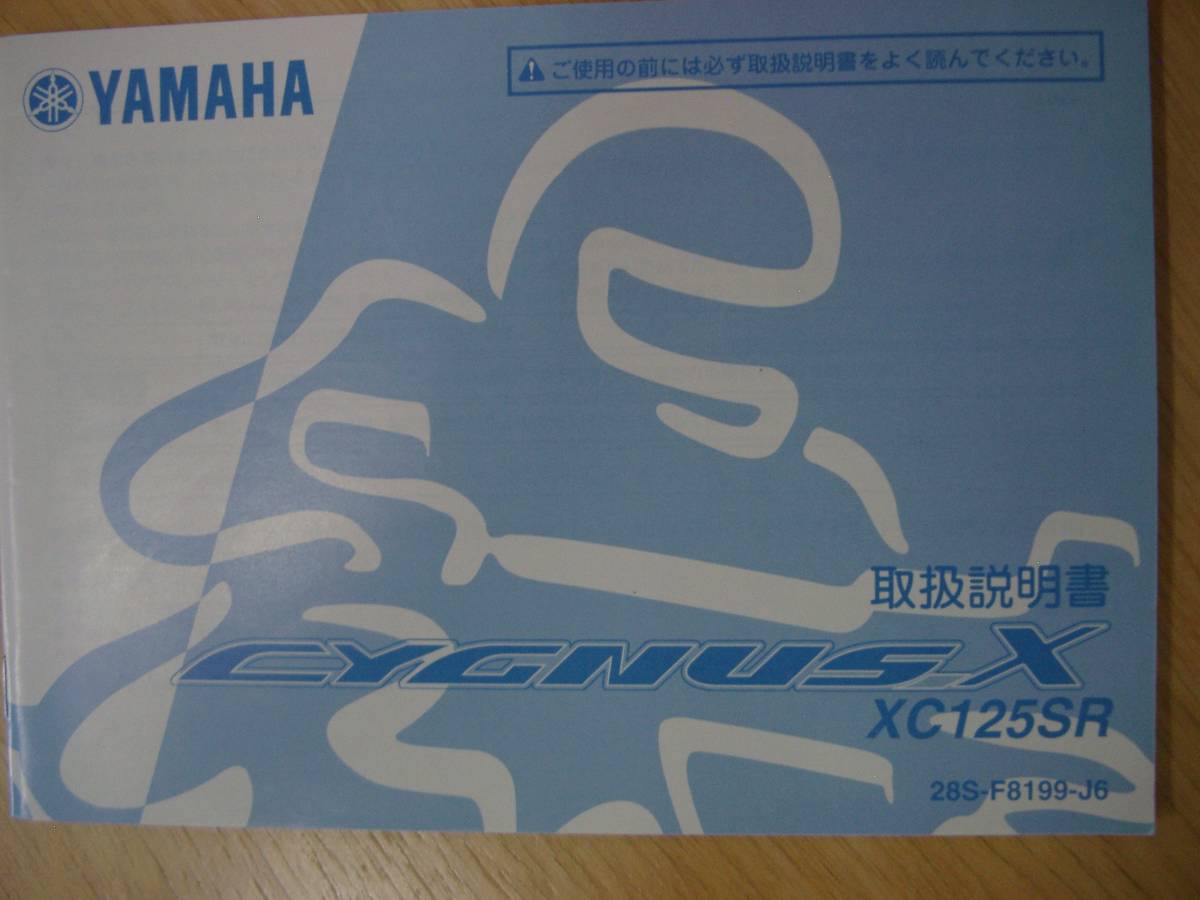 YAMAHA
ご使用の前には必ず取扱説明書をよく読んでください。
取扱説明書
CYGNUS-X
XC125SR
28S-F8199-J6